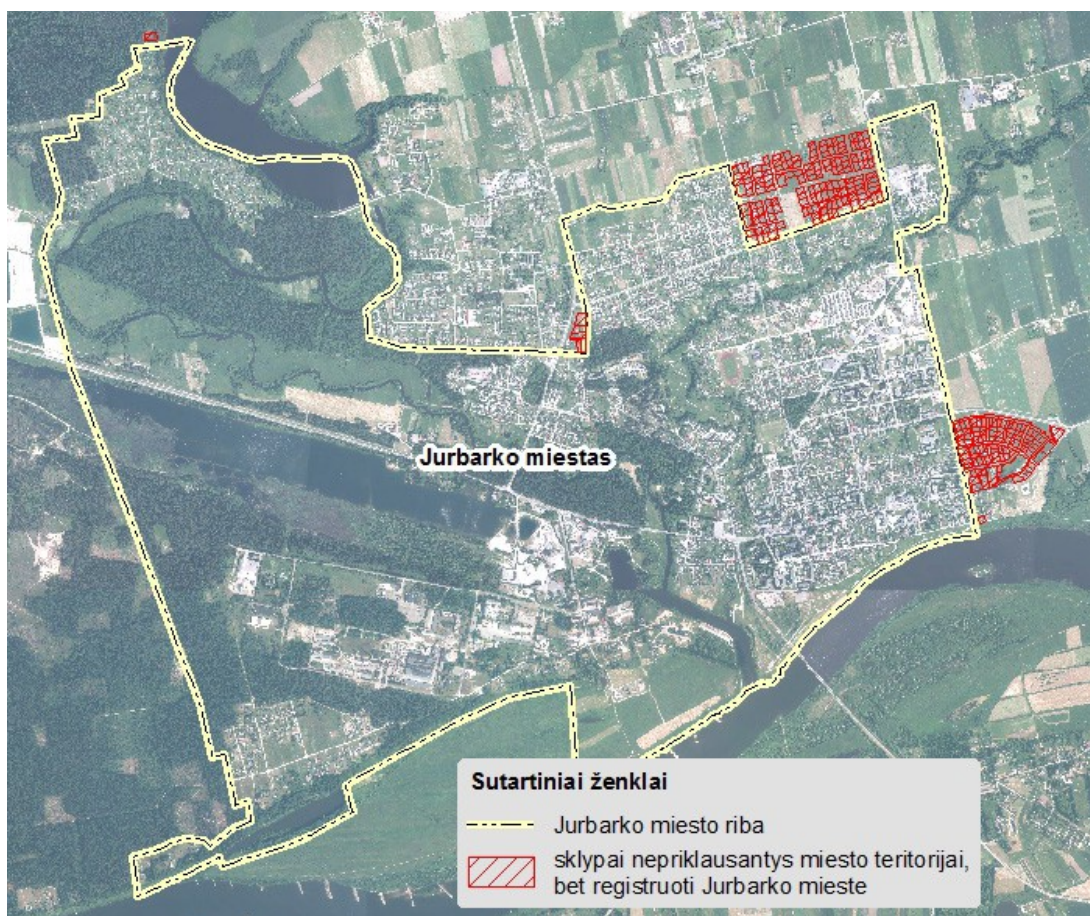 Jurbarko miestas
Sutartiniai ženklai
Jurbarko miesto riba
sklypai nepriklausantys miesto teritorijai,
bet registruoti Jurbarko mieste